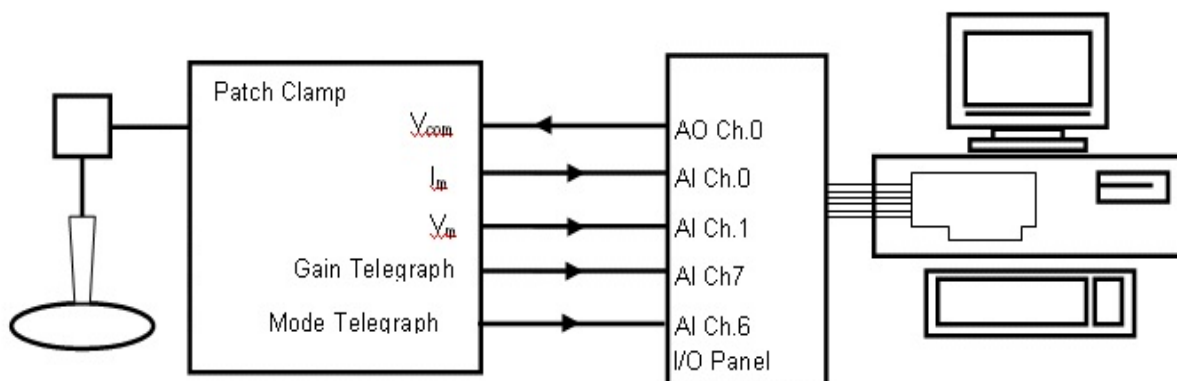 Patch Clamp
Vcom
Im
Vm
Gain Telegraph
Mode Telegraph
AO Ch.0
AI Ch.0
AI Ch.1
AI Ch7
AI Ch.6
I/O Panel